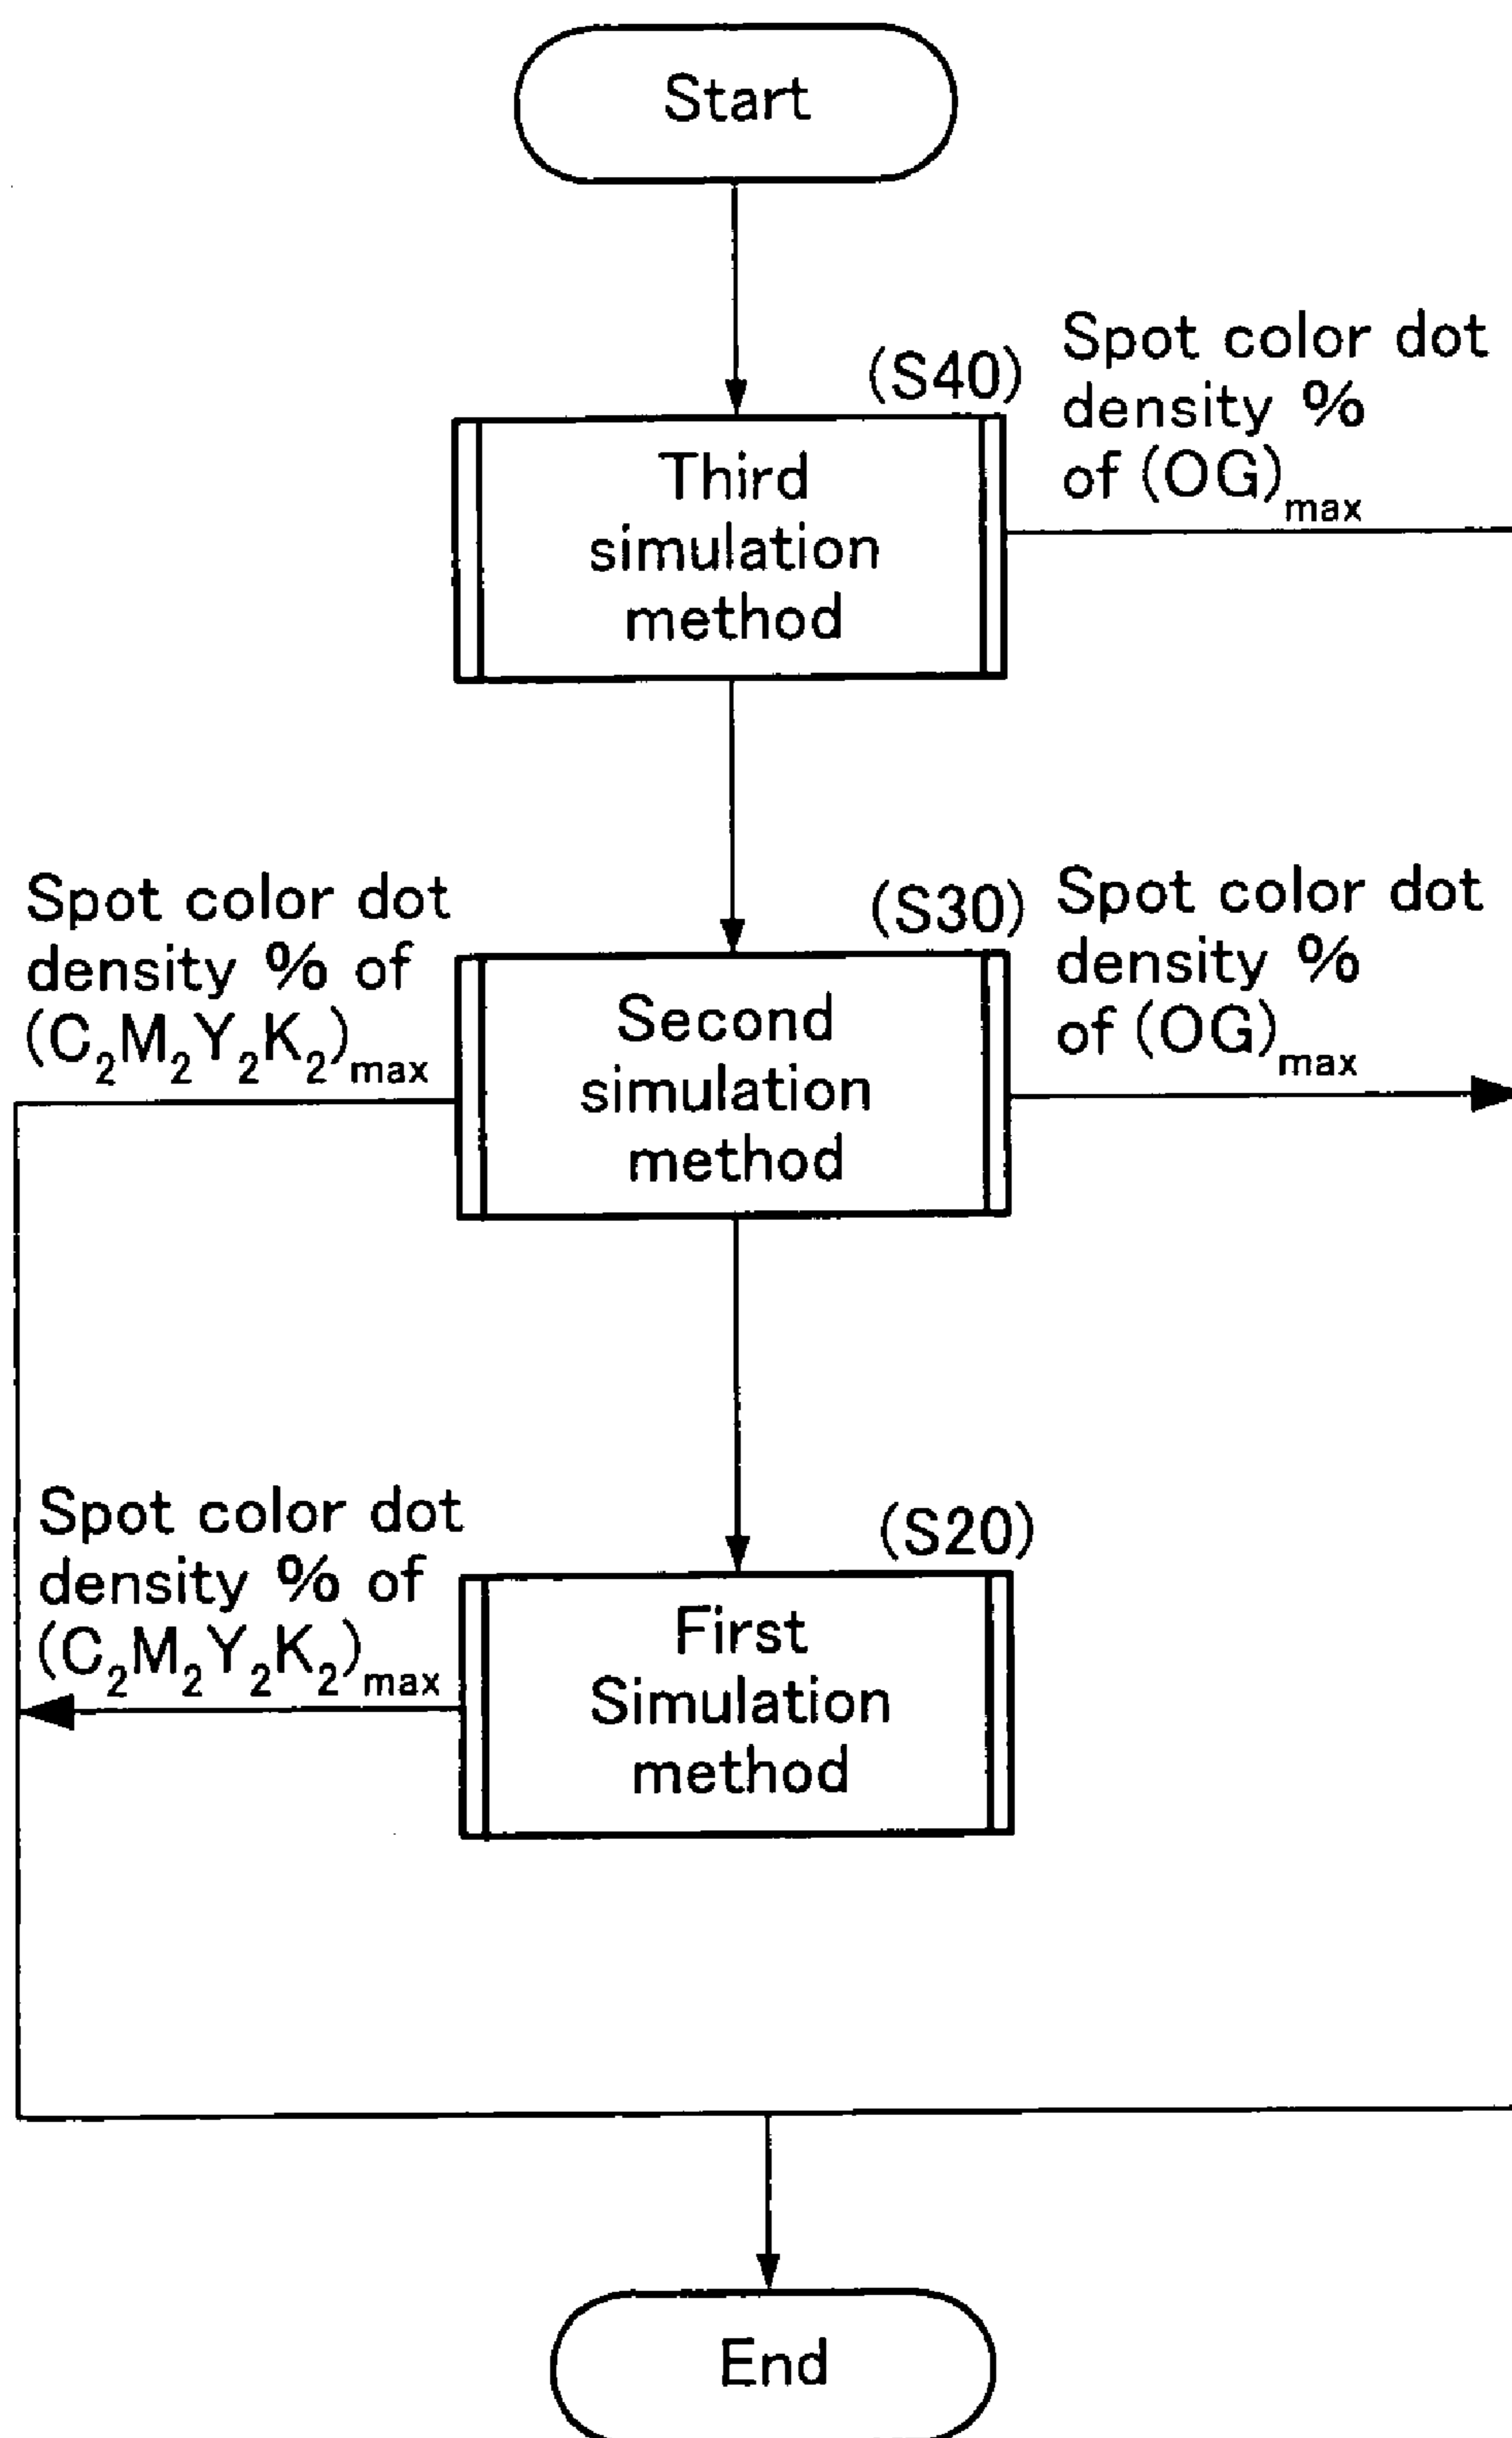 Start
(S40)
Spot color dot
density %
of (OG)max
Third
simulation
method
Spot color dot
density % of
(C2M2Y2K2)max
(S30)
Spot color dot
density %
of (OG)max
Second
simulation
method
Spot color dot
density % of
(C2M2Y2K2)max
(S20)
First
Simulation
method
End